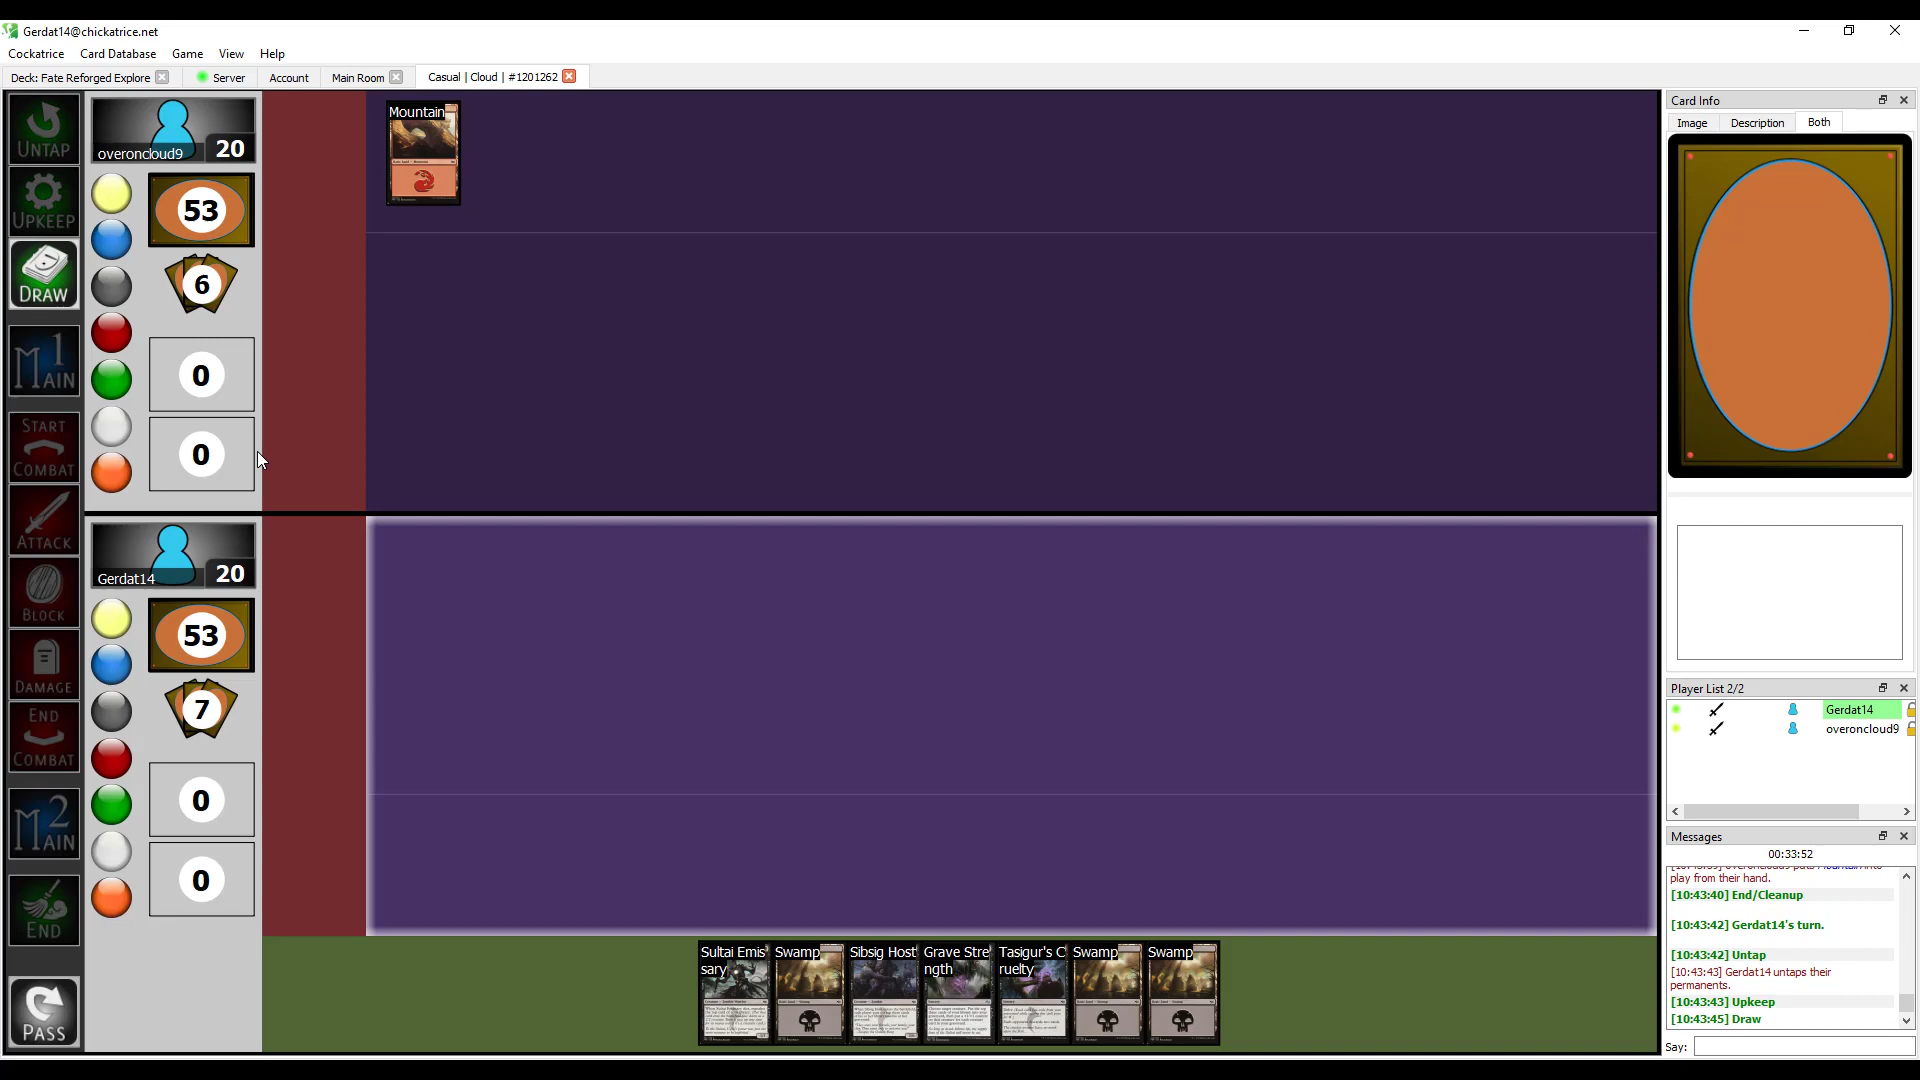 Gerdat14@chickatrice.net
Cockatrice Card Database Game View Help
Deck: Fate Reforged Explore Server Account Main Room Casual | Cloud | #1201262
UNTAP
UPKEEP
DRAW
M1AIN
START COMBAT
ATTACK
BLOCK
DAMAGE
END COMBAT
M2AIN
END
PASS
overoncloud9 20
53
6
0
0
Mountain
Gerdat14 20
53
7
0
0
Sultai Emis
sary
Swamp
Sibsig Host
Grave Stre
ngth
Tasigur's C
ruelty
Swamp
Swamp
Card Info
Image Description Both
Player List 2/2
Gerdat14
overoncloud9
Messages
00:33:52
play from their hand.
[10:43:40] End/Cleanup
[10:43:42] Gerdat14's turn.
[10:43:42] Untap
[10:43:43] Gerdat14 untaps their
permanents.
[10:43:43] Upkeep
[10:43:45] Draw
Say: